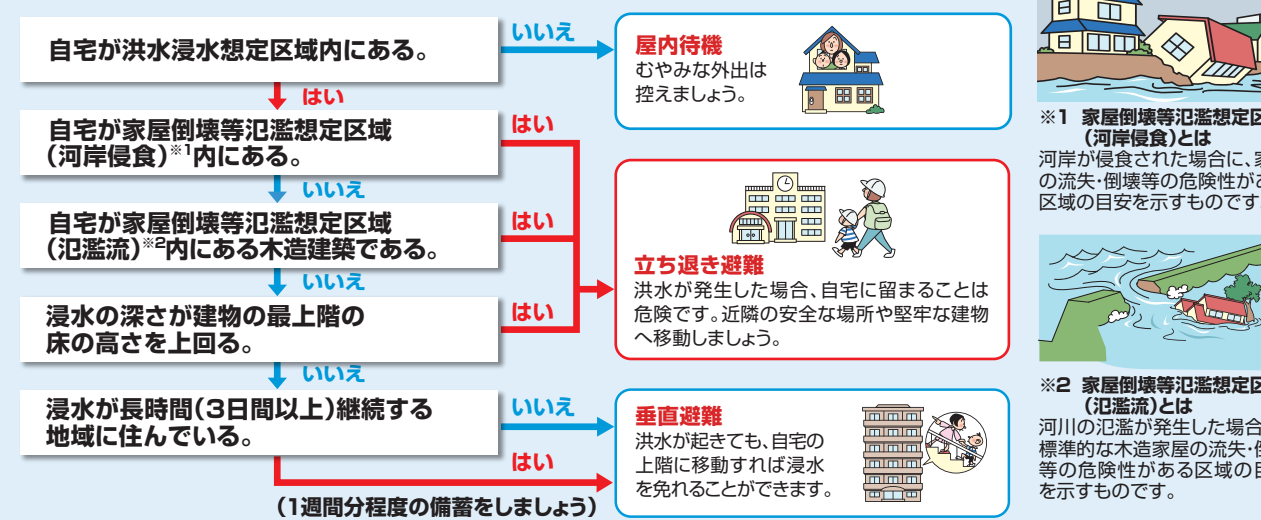 自宅が洪水浸水想定区域内にある。
いいえ
屋内待機
むやみな外出は
控えましょう。
はい
自宅が家屋倒壊等氾濫想定区域
(河岸侵食)※1内にある。
はい
いいえ
自宅が家屋倒壊等氾濫想定区域
(氾濫流)※2内にある木造建築である。
はい
いいえ
浸水の深さが建物の最上階の
床の高さを上回る。
はい
立ち退き避難
洪水が発生した場合、自宅に留まることは
危険です。近隣の安全な場所や堅牢な建物
へ移動しましょう。
いいえ
浸水が長時間(3日間以上)継続する
地域に住んでいる。
いいえ
はい
(1週間分程度の備蓄をしましょう)
垂直避難
洪水が起きても、自宅の
上階に移動すれば浸水
を免れることができます。
※1 家屋倒壊等氾濫想定区
(河岸侵食)とは
河岸が侵食された場合に、家
の流失・倒壊等の危険性があ
区域の目安を示すものです
※2 家屋倒壊等氾濫想定区
(氾濫流)とは
河川の氾濫が発生した場合
標準的な木造家屋の流失・倒
等の危険性がある区域の目
を示すものです。